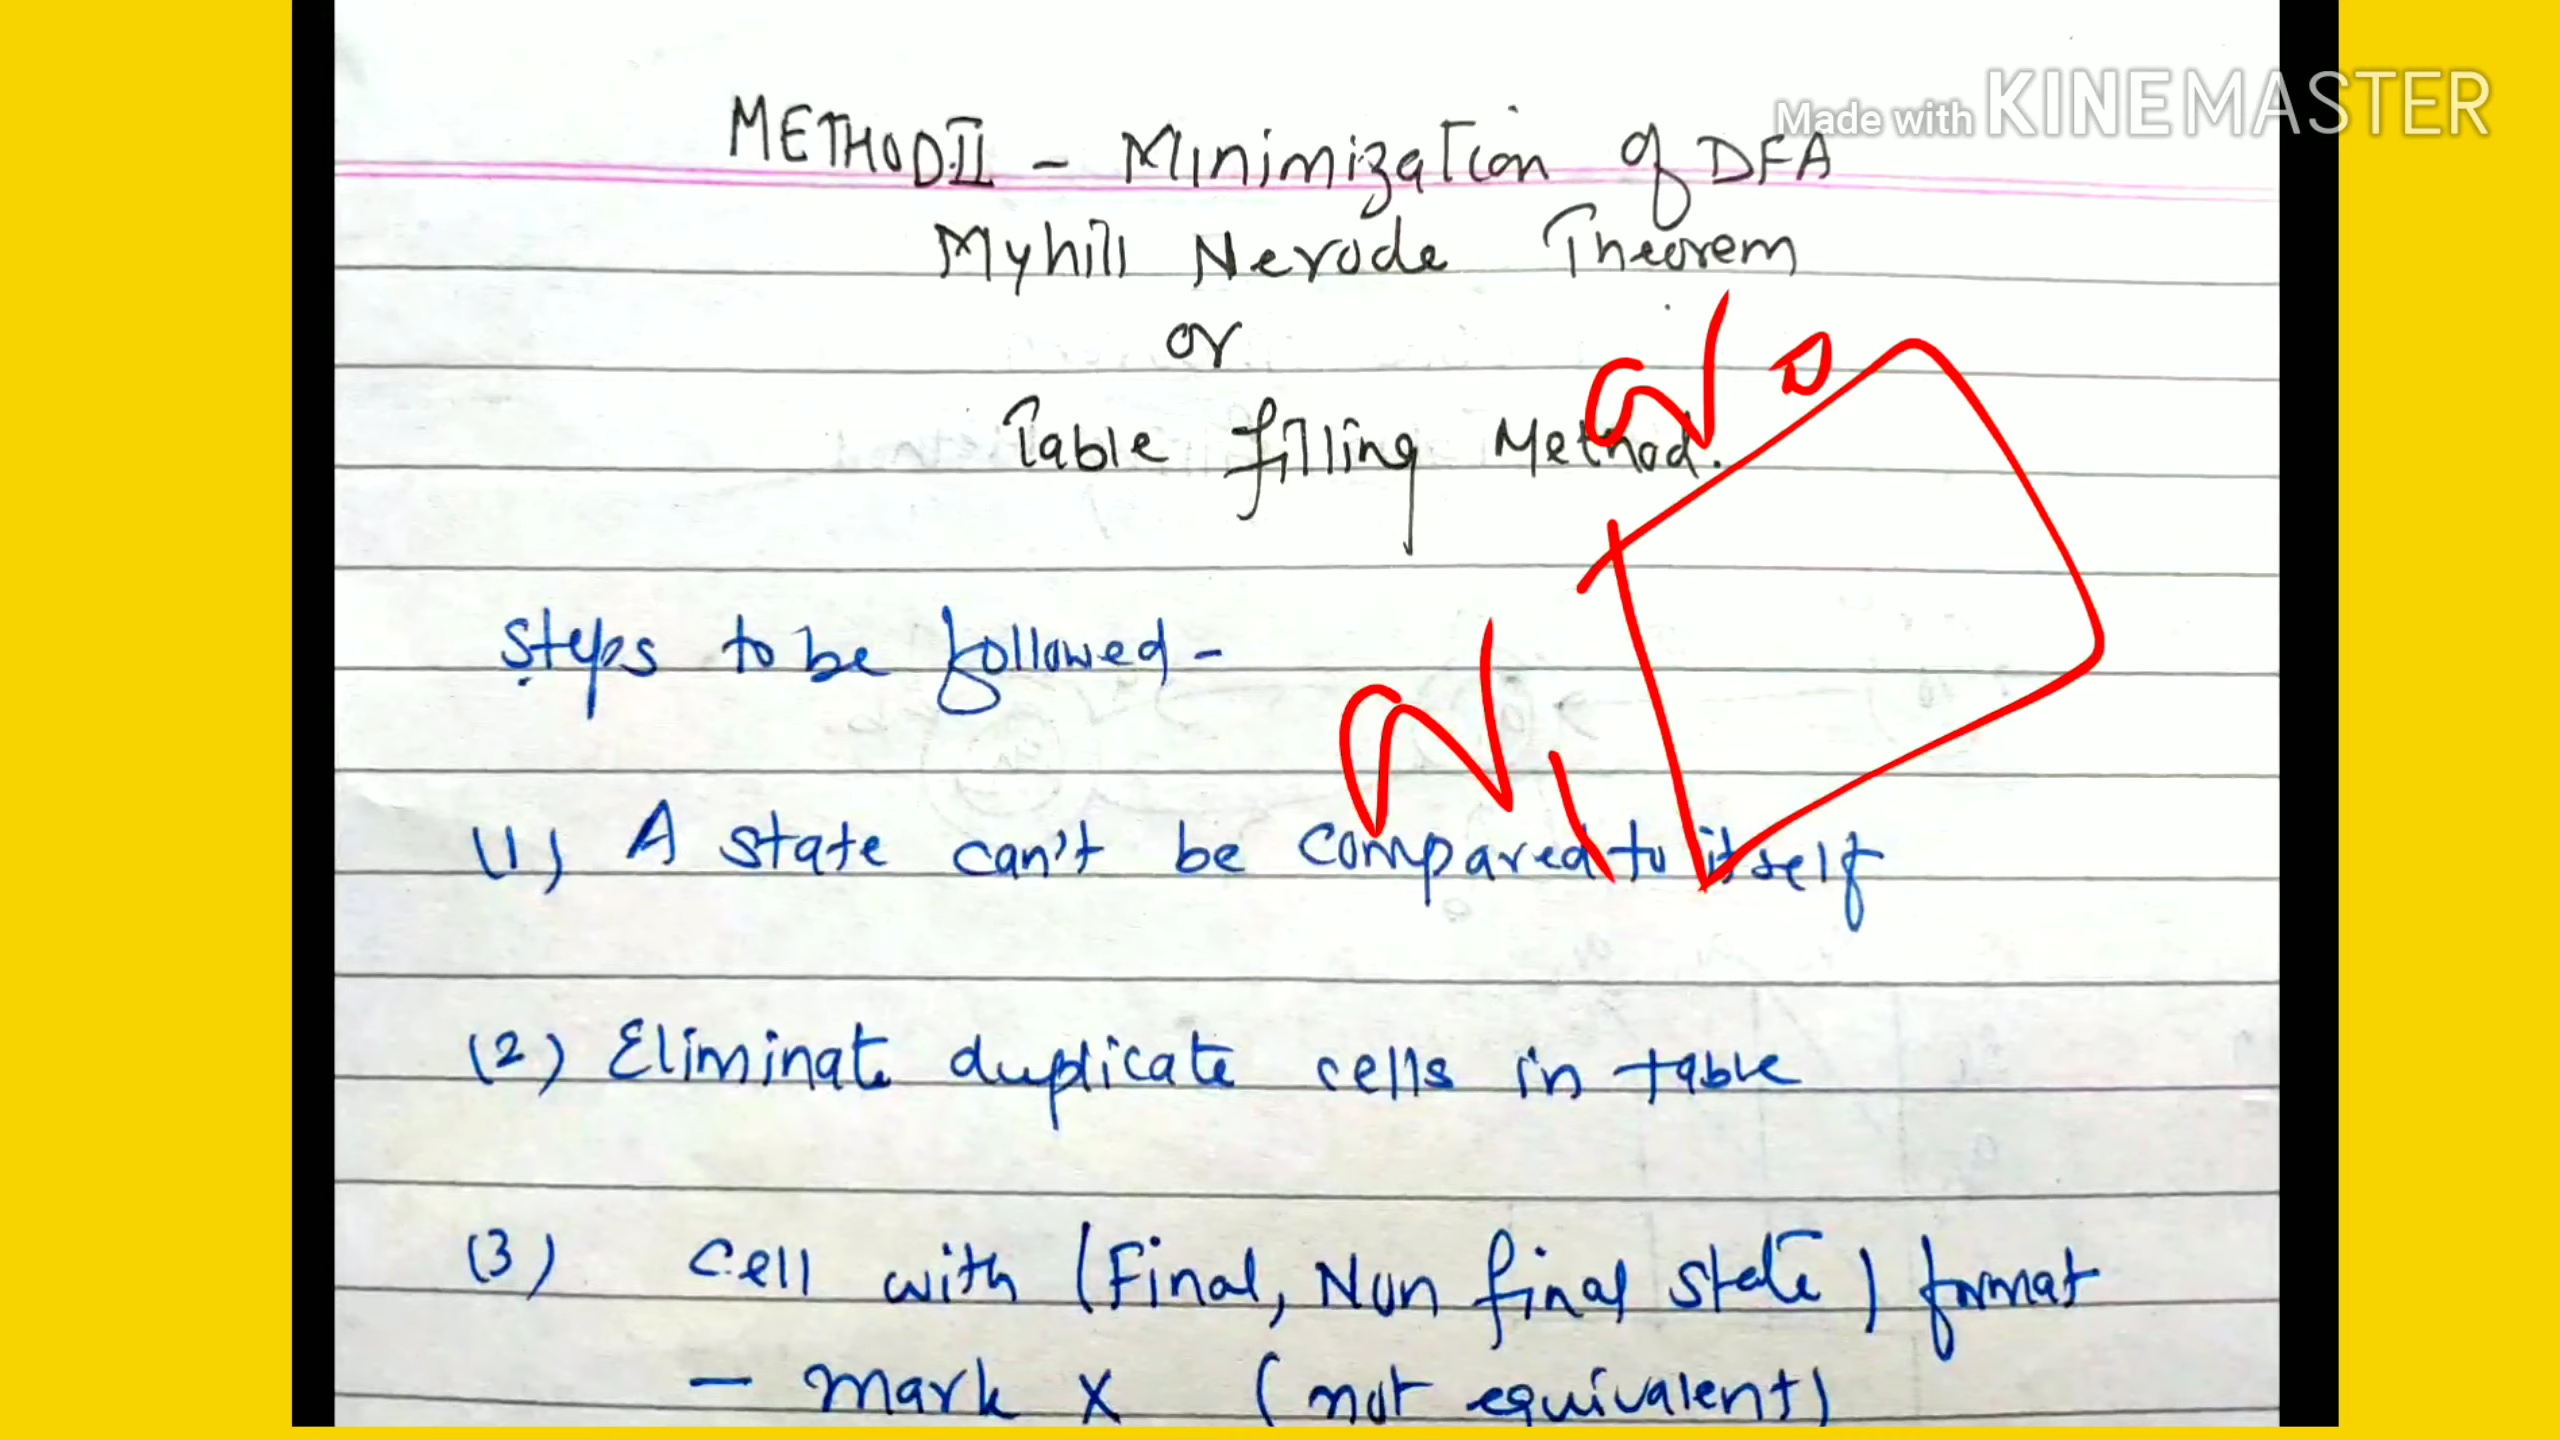 Made with KINEMASTER
METHOD.II - Minimization of DFA
Myhill Nerode Theorem
or
Table filling Method.
Steps to be followed -
(1) A state can't be compared to itself
(2) Eliminate duplicate cells in table
(3) Cell with (Final, Non final state) format
- mark X (not equivalent)